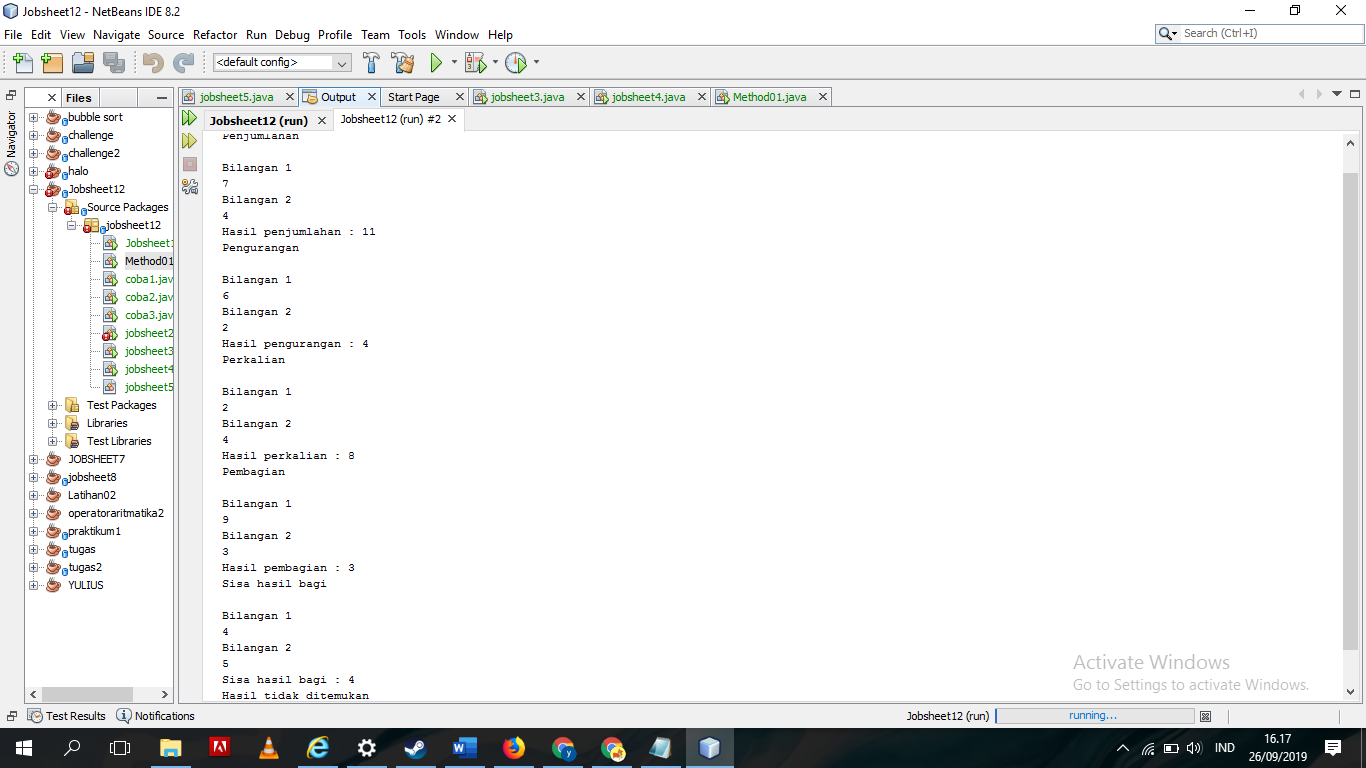 Jobsheet12 - NetBeans IDE 8.2
File Edit View Navigate Source Refactor Run Debug Profile Team Tools Window Help
Search (Ctrl+I)
<default config>
Files
jobsheet5.java Output Start Page jobsheet3.java jobsheet4.java Method01.java
Jobsheet12 (run) Jobsheet12 (run) #2
Navigator
bubble sort
challenge
challenge2
halo
Jobsheet12
Source Packages
jobsheet12
Jobsheet1
Method01
coba1.jav
coba2.jav
coba3.jav
jobsheet2
jobsheet3
jobsheet4
jobsheet5
Test Packages
Libraries
Test Libraries
JOBSHEET7
jobsheet8
Latihan02
operatoraritmatika2
praktikum1
tugas
tugas2
YULIUS
Penjumlahan
Bilangan 1
7
Bilangan 2
4
Hasil penjumlahan : 11
Pengurangan
Bilangan 1
6
Bilangan 2
2
Hasil pengurangan : 4
Perkalian
Bilangan 1
2
Bilangan 2
4
Hasil perkalian : 8
Pembagian
Bilangan 1
9
Bilangan 2
3
Hasil pembagian : 3
Sisa hasil bagi
Bilangan 1
4
Bilangan 2
5
Sisa hasil bagi : 4
Hasil tidak ditemukan
Activate Windows
Go to Settings to activate Windows.
Test Results Notifications
Jobsheet12 (run) running...
IND
16.17
26/09/2019